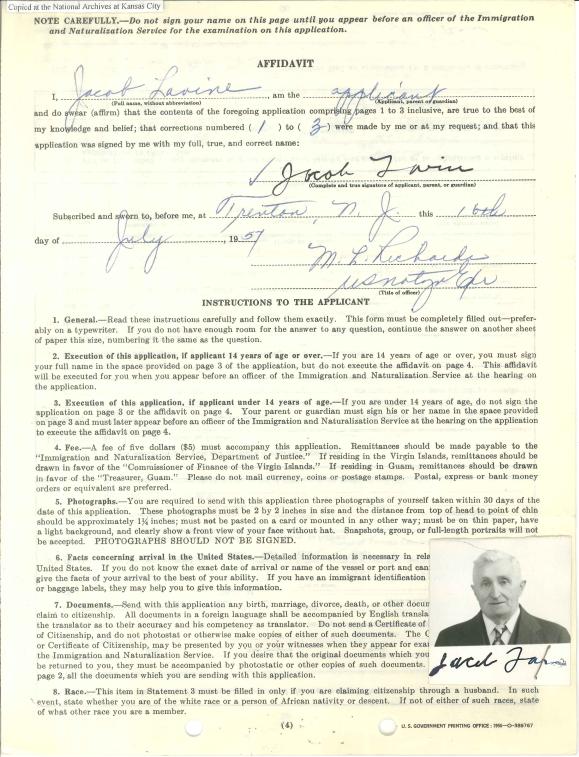 Copied at the National Archives at Kansas City
NOTE CAREFULLY.—Do not sign your name on this page until you appear before an officer of the Immigration
and Naturalization Service for the examination on this application.
AFFIDAVIT
I, Jacob Lavine, am the applicant
(Full name, without abbreviation) (Applicant, parent or guardian)
and do swear (affirm) that the contents of the foregoing application comprising pages 1 to 3 inclusive, are true to the best of
my knowledge and belief; that corrections numbered ( 1 ) to ( 3 ) were made by me or at my request; and that this
application was signed by me with my full, true, and correct name:
Jacob
(Complete and true signature of applicant, parent, or guardian)
Subscribed and sworn to, before me, at Trenton, N. J. this 16th
day of July, 1957
M. L. Richards
(Title of officer)
INSTRUCTIONS TO THE APPLICANT
1. General.—Read these instructions carefully and follow them exactly. This form must be completely filled out—prefer-
ably on a typewriter. If you do not have enough room for the answer to any question, continue the answer on another sheet
of paper this size, numbering it the same as the question.
2. Execution of this application, if applicant 14 years of age or over.—If you are 14 years of age or over, you must sign
your full name in the space provided on page 3 of the application, but do not execute the affidavit on page 4. This affidavit
will be executed for you when you appear before an officer of the Immigration and Naturalization Service at the hearing on
the application.
3. Execution of this application, if applicant under 14 years of age.—If you are under 14 years of age, do not sign the
application on page 3 or the affidavit on page 4. Your parent or guardian must sign his or her name in the space provided
on page 3 and must later appear before an officer of the Immigration and Naturalization Service at the hearing on the application
to execute the affidavit on page 4.
4. Fee.—A fee of five dollars ($5) must accompany this application. Remittances should be made payable to the
"Immigration and Naturalization Service, Department of Justice." If residing in the Virgin Islands, remittances should be
drawn in favor of the "Commissioner of Finance of the Virgin Islands." If residing in Guam, remittances should be drawn
in favor of the "Treasurer, Guam." Please do not mail currency, coins or postage stamps. Postal, express or bank money
orders or equivalent are preferred.
5. Photographs.—You are required to send with this application three photographs of yourself taken within 30 days of the
date of this application. These photographs must be 2 by 2 inches in size and the distance from top of head to point of chin
should be approximately 1¼ inches; must not be pasted on a card or mounted in any other way; must be on thin paper, have
a light background, and clearly show a front view of your face without hat. Snapshots, group, or full-length portraits will not
be accepted. PHOTOGRAPHS SHOULD NOT BE SIGNED.
6. Facts concerning arrival in the United States.—Detailed information is necessary in rela
United States. If you do not know the exact date of arrival or name of the vessel or port and can
give the facts of your arrival to the best of your ability. If you have an immigrant identification
or baggage labels, they may help you to give this information.
7. Documents.—Send with this application any birth, marriage, divorce, death, or other docu
claim to citizenship. All documents in a foreign language shall be accompanied by English transla
the translator as to their accuracy and his competence as translator. Do not send a Certificate of
of Citizenship, and do not photostat or otherwise make copies of either of such documents. The C
or Certificate of Citizenship, may be presented by you or your witnesses when they appear for exa
Immigration and Naturalization Service. If you desire that the original documents which you
be returned to you, they must be accompanied by photostatic or other copies of such documents.
page 2, all the documents which you are sending with this application.
8. Race.—This item in Statement 3 must be filled in only if you are claiming citizenship through a husband. In such
event, state whether you are of the white race or a person of African nativity or descent. If not of either of such races, state
of what other race you are a member.
(4)
U. S. GOVERNMENT PRINTING OFFICE : 1956—O-386767